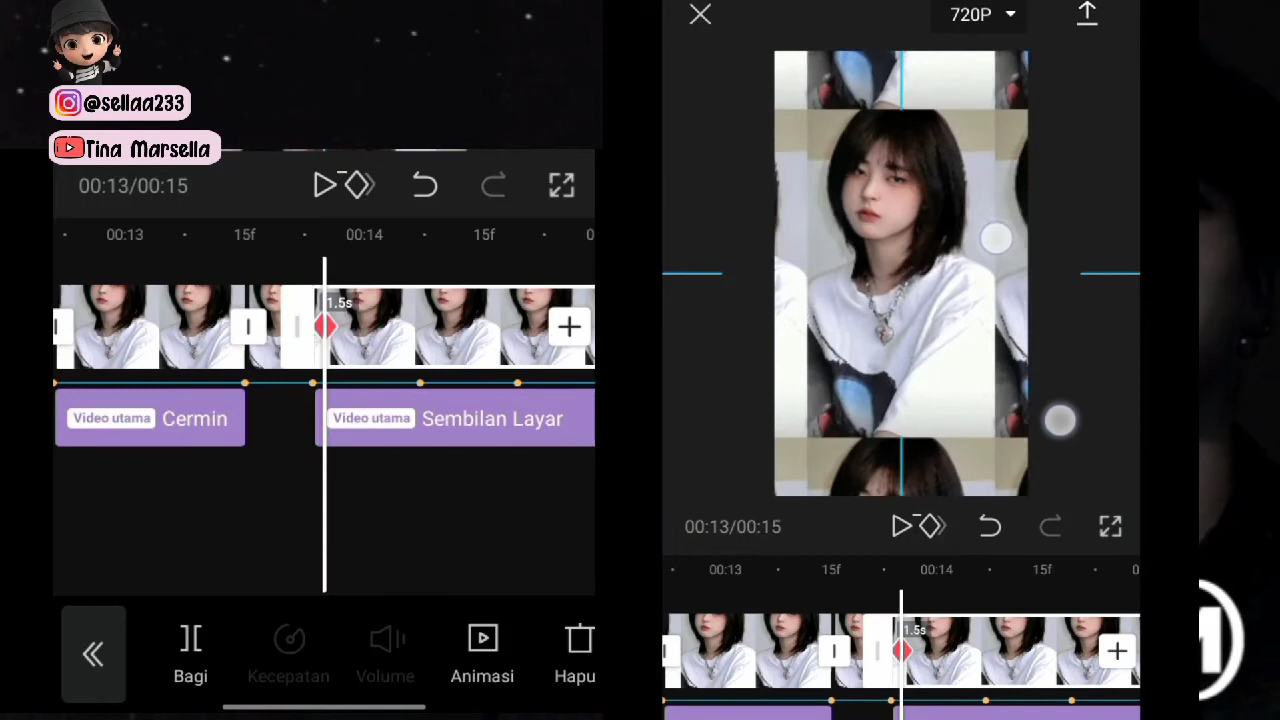 @sellaa233
Tina Marsella
00:13/00:15
00:13
15f
00:14
15f
0
1.5s
Video utama Cermin
Video utama Sembilan Layar
Bagi
Kecepatan
Volume
Animasi
Hapu
720P
00:13/00:15
00:13
15f
00:14
15f
0
1.5s